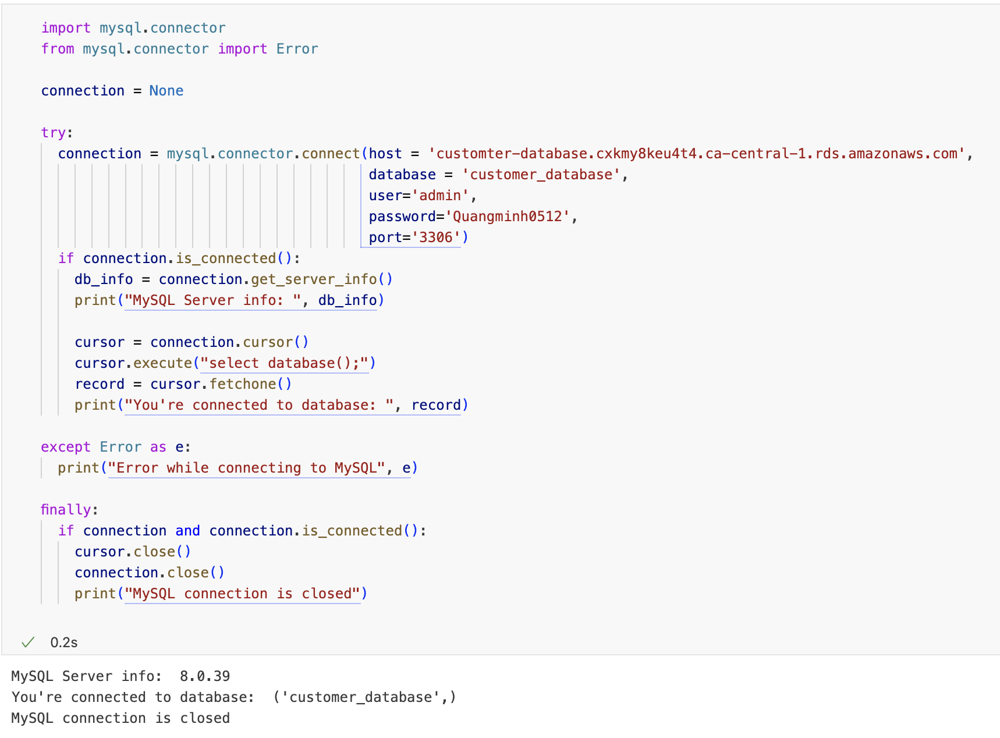 import mysql.connector
from mysql.connector import Error
connection = None
try:
connection = mysql.connector.connect(host = 'customter-database.cxkmy8keu4t4.ca-central-1.rds.amazonaws.com',
database = 'customer_database',
user='admin',
password='Quangminh0512',
port='3306')
if connection.is_connected():
db_info = connection.get_server_info()
print("MySQL Server info: ", db_info)
cursor = connection.cursor()
cursor.execute("select database();")
record = cursor.fetchone()
print("You're connected to database: ", record)
except Error as e:
print("Error while connecting to MySQL", e)
finally:
if connection and connection.is_connected():
cursor.close()
connection.close()
print("MySQL connection is closed")
0.2s
MySQL Server info:  8.0.39
You're connected to database:  ('customer_database',)
MySQL connection is closed